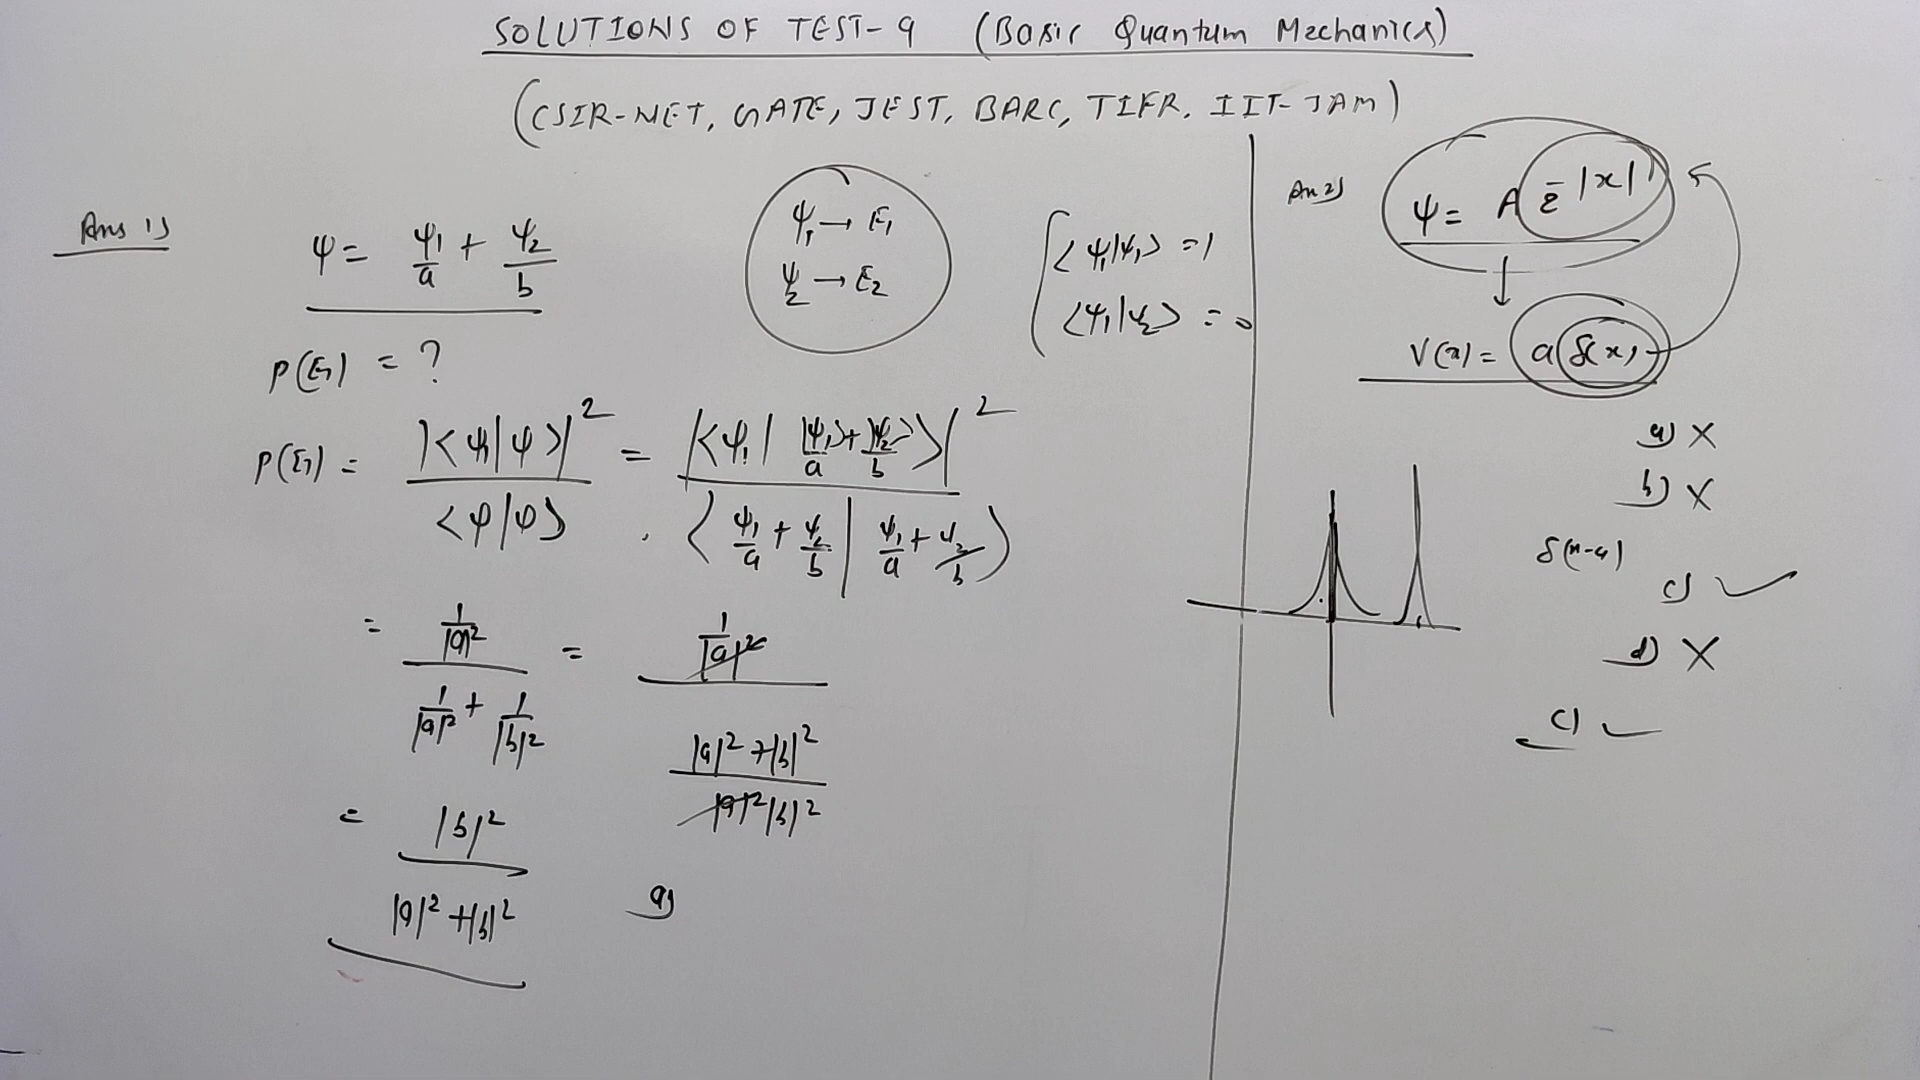 SOLUTIONS OF TEST-9 (Basic Quantum Mechanics)
(CSIR-NET, GATE, JEST, BARC, TIFR, IIT-JAM)
Ans 1)
ψ = ψ₁/a + ψ₂/b
ψ₁ → E₁
ψ₂ → E₂
⟨ψ₁|ψ₁⟩ = 1
⟨ψ₁|ψ₂⟩ = 0
P(E₁) = ?
P(E₁) = |⟨ψ₁|ψ⟩|² / ⟨ψ|ψ⟩ = |⟨ψ₁| |ψ₁⟩/a + |ψ₂⟩/b ⟩|² / ⟨ψ₁/a + ψ₂/b | ψ₁/a + ψ₂/b⟩
= 1/|a|² / (1/|a|² + 1/|b|²) = 1/|a|² / (|a|² + |b|² / |a|²|b|²)
= |b|² / |a|² + |b|²
a)
Ans 2)
ψ = A e^-|x|
↓
V(x) = a δ(x)
a) ✗
b) ✗
δ(x-a)
c) ✓
d) ✗
c) ✓